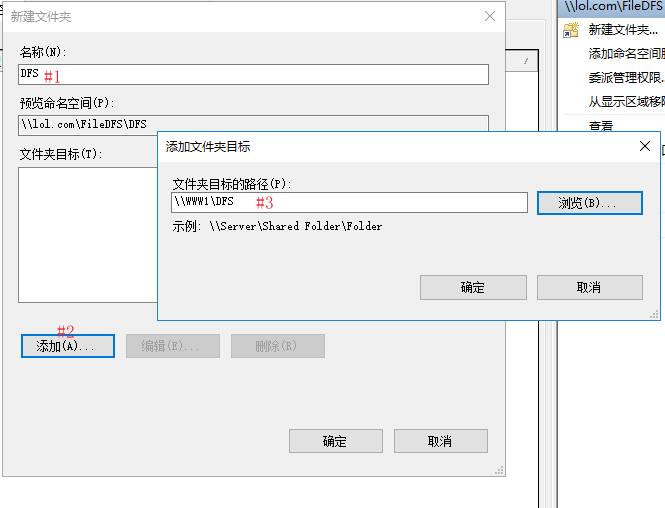 新建文件夹
名称(N):
DFS #1
预览命名空间(P):
\\lol.com\FileDFS\DFS
文件夹目标(T):
#2
添加(A)...
编辑(E)...
删除(R)
确定
取消
添加文件夹目标
文件夹目标的路径(P):
\\WWW1\DFS #3
浏览(B)...
示例: \\Server\Shared Folder\Folder
确定
取消
\\lol.com\FileDFS
新建文件夹...
添加命名空间服
委派管理权限..
从显示区域移除
查看